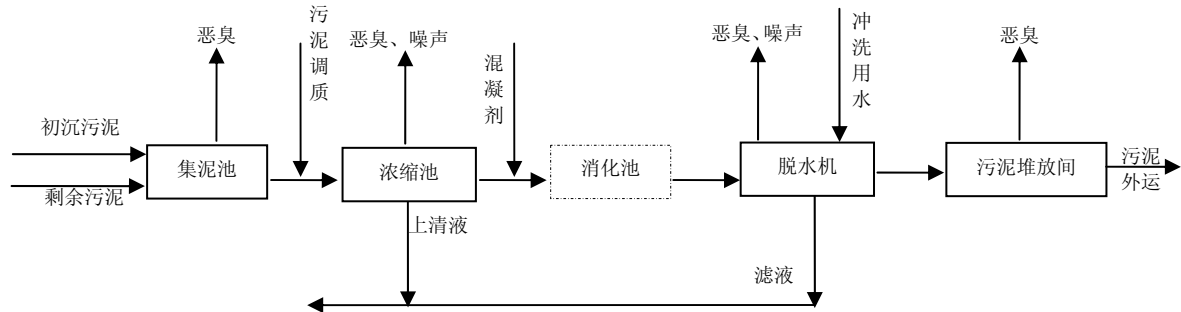 恶臭
污泥调质
恶臭、噪声
混凝剂
恶臭、噪声
冲洗用水
恶臭
初沉污泥
剩余污泥
集泥池
浓缩池
消化池
脱水机
污泥堆放间
污泥
外运
上清液
滤液